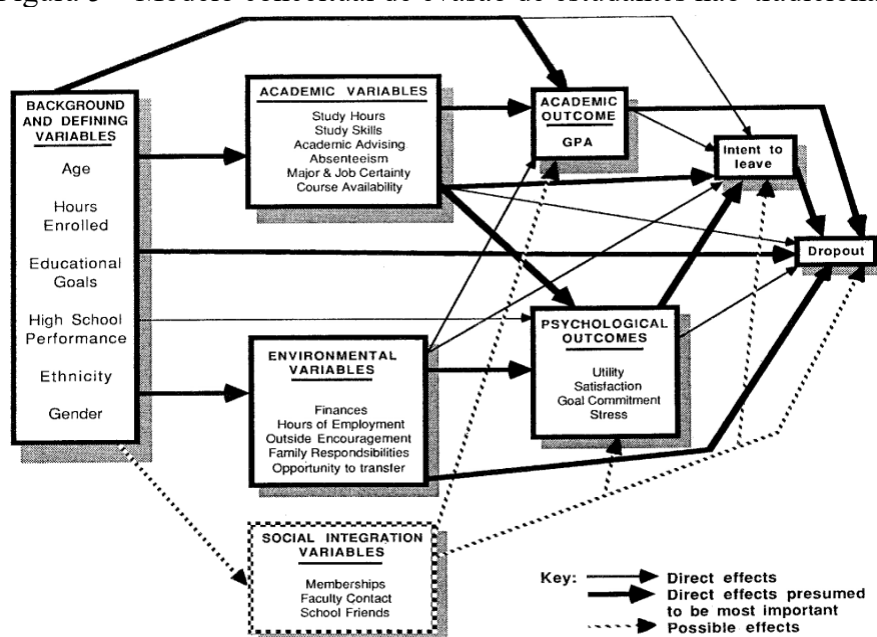 Figura – Modelo conceitual de evasão de estudantes
BACKGROUND
AND DEFINING
VARIABLES
Age
Hours
Enrolled
Educational
Goals
High School
Performance
Ethnicity
Gender
ACADEMIC VARIABLES
Study Hours
Study Skills
Academic Advising
Absenteeism
Major & Job Certainty
Course Availability
ENVIRONMENTAL
VARIABLES
Finances
Hours of Employment
Outside Encouragement
Family Respondsibilities
Opportunity to transfer
SOCIAL INTEGRATION
VARIABLES
Memberships
Faculty Contact
School Friends
ACADEMIC
OUTCOME
GPA
PSYCHOLOGICAL
OUTCOMES
Utility
Satisfaction
Goal Commitment
Stress
Intent to
leave
Dropout
Key:
Direct effects
Direct effects presumed
to be most important
Possible effects